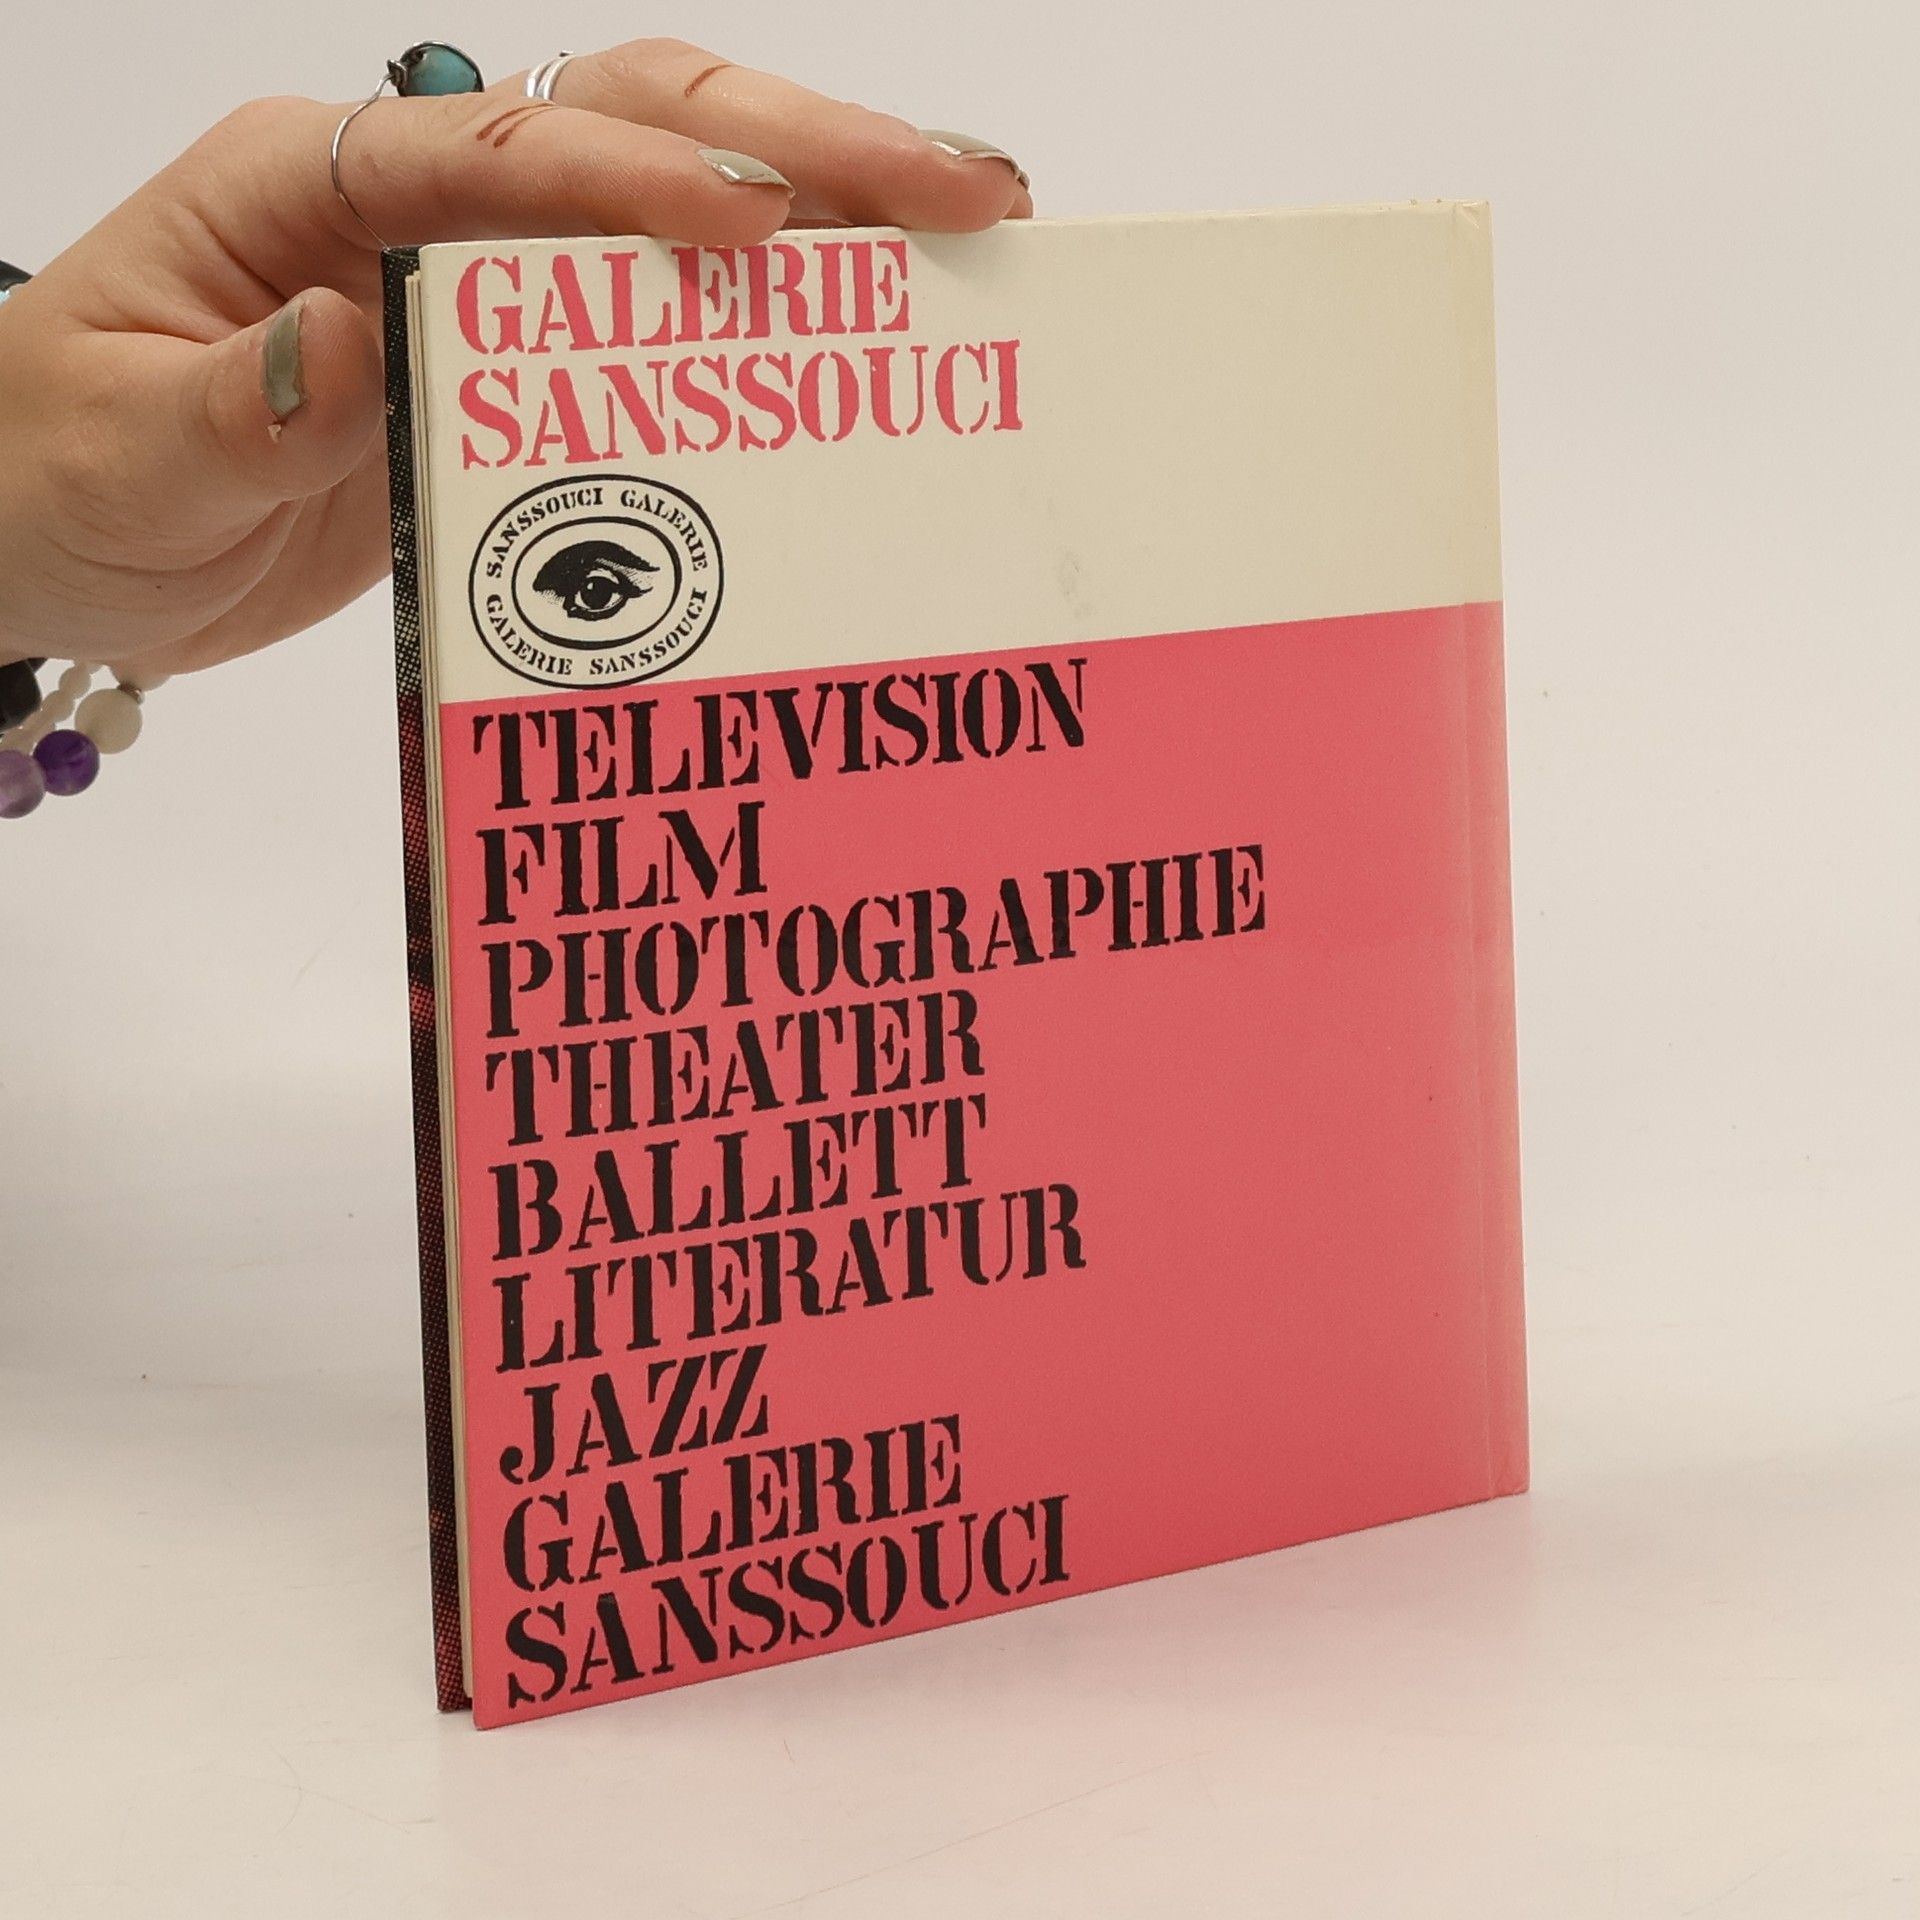 GALERIE
SANSSOUCI
SANSSOUCI GALERIE
GALERIE SANSSOUCI
TELEVISION
FILM
PHOTOGRAPHIE
THEATER
BALLETT
LITERATUR
JAZZ
GALERIE
SANSSOUCI